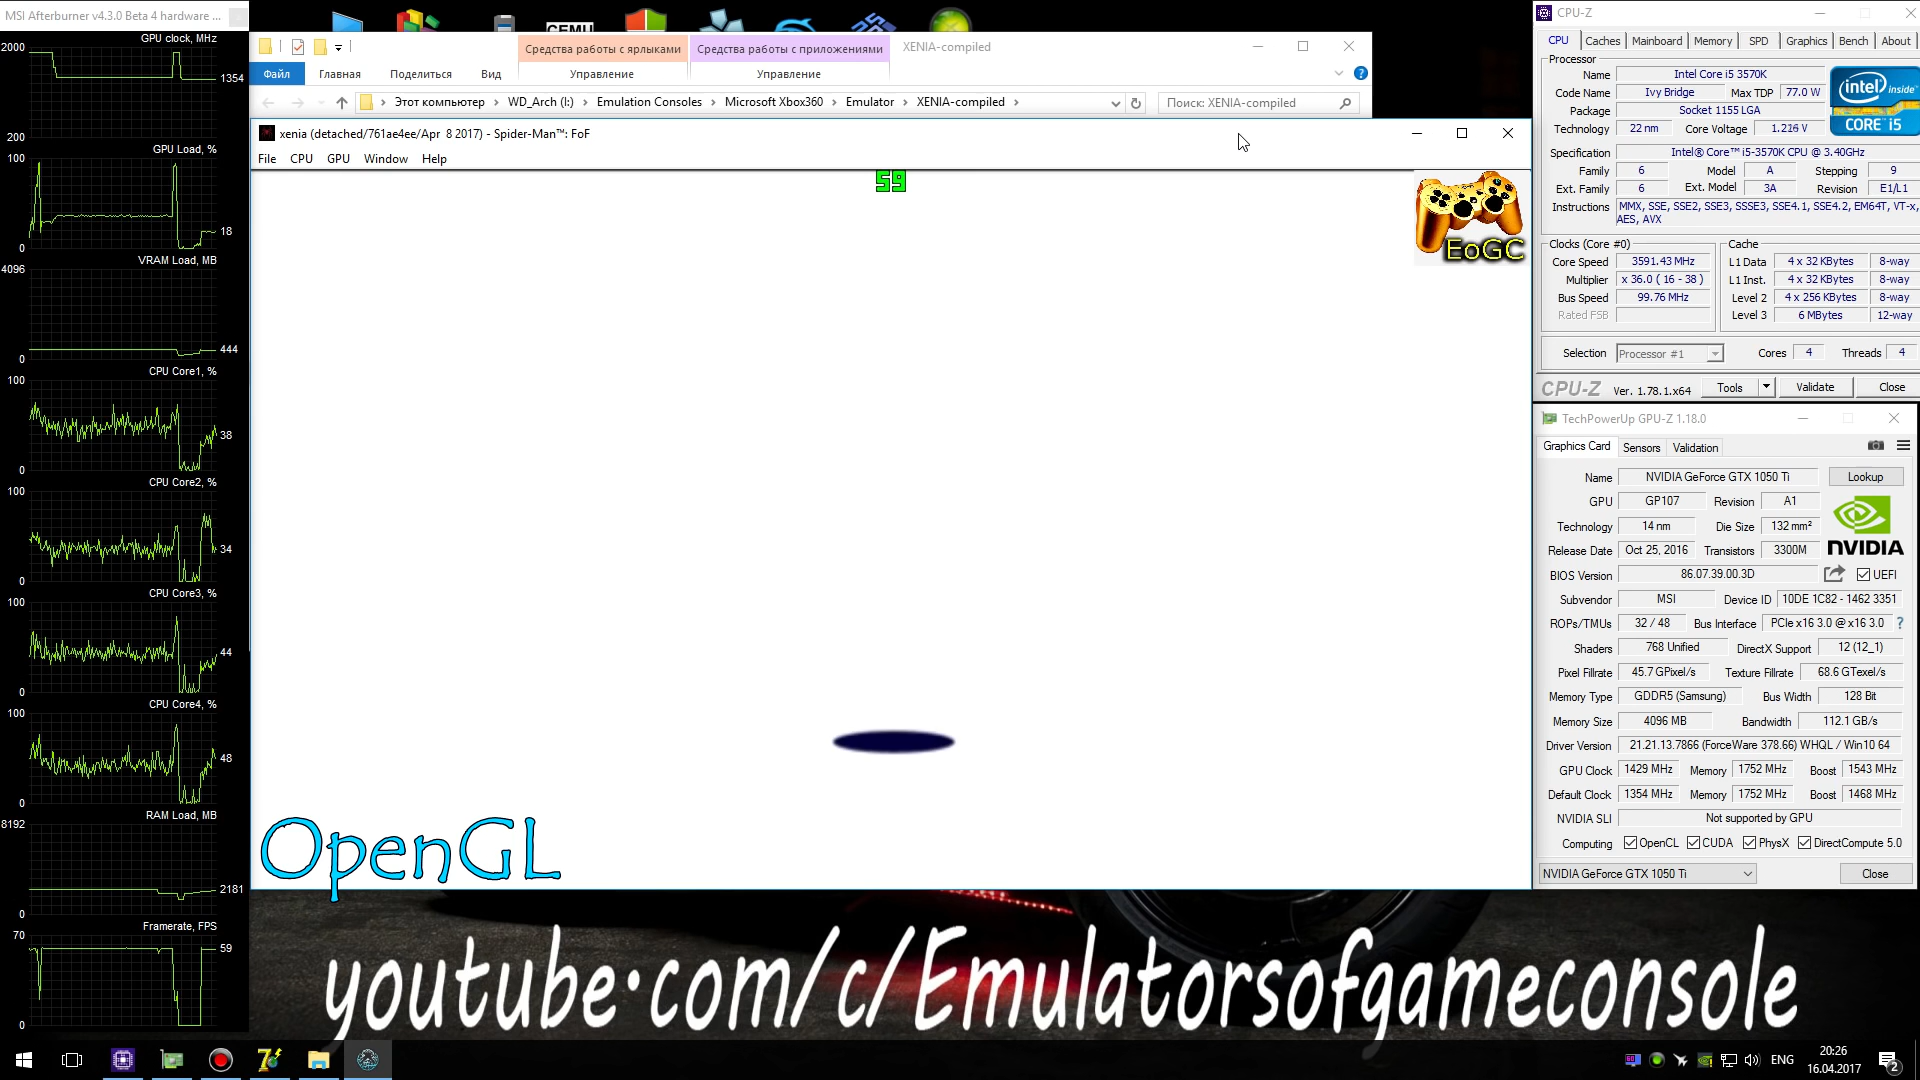 MSI Afterburner v4.3.0 Beta 4 hardware ...
GPU clock, MHz
2000
1354
200
GPU Load, %
100
18
0
VRAM Load, MB
4096
444
0
CPU Core1, %
100
38
0
CPU Core2, %
100
34
0
CPU Core3, %
100
44
0
CPU Core4, %
100
48
0
RAM Load, MB
8192
2181
0
Framerate, FPS
70
59
0
CEMU
Средства работы с ярлыками
Средства работы с приложениями
XENIA-compiled
Файл
Главная
Поделиться
Вид
Управление
Управление
Этот компьютер
WD_Arch (I:)
Emulation Consoles
Microsoft Xbox360
Emulator
XENIA-compiled
Поиск: XENIA-compiled
xenia (detached/761ae4ee/Apr 8 2017) - Spider-Man™: FoF
File CPU GPU Window Help
59
EoGC
OpenGL
youtube.com/c/Emulatorsofgameconsole
CPU-Z
CPU Caches Mainboard Memory SPD Graphics Bench About
Processor
Name Intel Core i5 3570K
Code Name Ivy Bridge Max TDP 77.0 W
Package Socket 1155 LGA
Technology 22 nm Core Voltage 1.216 V
intel inside™
CORE™ i5
Specification Intel® Core™ i5-3570K CPU @ 3.40GHz
Family 6 Model A Stepping 9
Ext. Family 6 Ext. Model 3A Revision E1/L1
Instructions MMX, SSE, SSE2, SSE3, SSSE3, SSE4.1, SSE4.2, EM64T, VT-x,
AES, AVX
Clocks (Core #0)
Core Speed 3591.43 MHz
Multiplier x 36.0 ( 16 - 38 )
Bus Speed 99.76 MHz
Rated FSB
Cache
L1 Data 4 x 32 KBytes 8-way
L1 Inst. 4 x 32 KBytes 8-way
Level 2 4 x 256 KBytes 8-way
Level 3 6 MBytes 12-way
Selection Processor #1 Cores 4 Threads 4
CPU-Z Ver. 1.78.1.x64 Tools Validate Close
TechPowerUp GPU-Z 1.18.0
Graphics Card Sensors Validation
Name NVIDIA GeForce GTX 1050 Ti Lookup
GPU GP107 Revision A1
Technology 14 nm Die Size 132 mm²
Release Date Oct 25, 2016 Transistors 3300M
NVIDIA
BIOS Version 86.07.39.00.3D UEFI
Subvendor MSI Device ID 10DE 1C82 - 1462 3351
ROPs/TMUs 32 / 48 Bus Interface PCIe x16 3.0 @ x16 3.0 ?
Shaders 768 Unified DirectX Support 12 (12_1)
Pixel Fillrate 45.7 GPixel/s Texture Fillrate 68.6 GTexel/s
Memory Type GDDR5 (Samsung) Bus Width 128 Bit
Memory Size 4096 MB Bandwidth 112.1 GB/s
Driver Version 21.21.13.7866 (ForceWare 378.66) WHQL / Win10 64
GPU Clock 1429 MHz Memory 1752 MHz Boost 1543 MHz
Default Clock 1354 MHz Memory 1752 MHz Boost 1468 MHz
NVIDIA SLI Not supported by GPU
Computing OpenCL CUDA PhysX DirectCompute 5.0
NVIDIA GeForce GTX 1050 Ti Close
ENG
20:26
16.04.2017
2